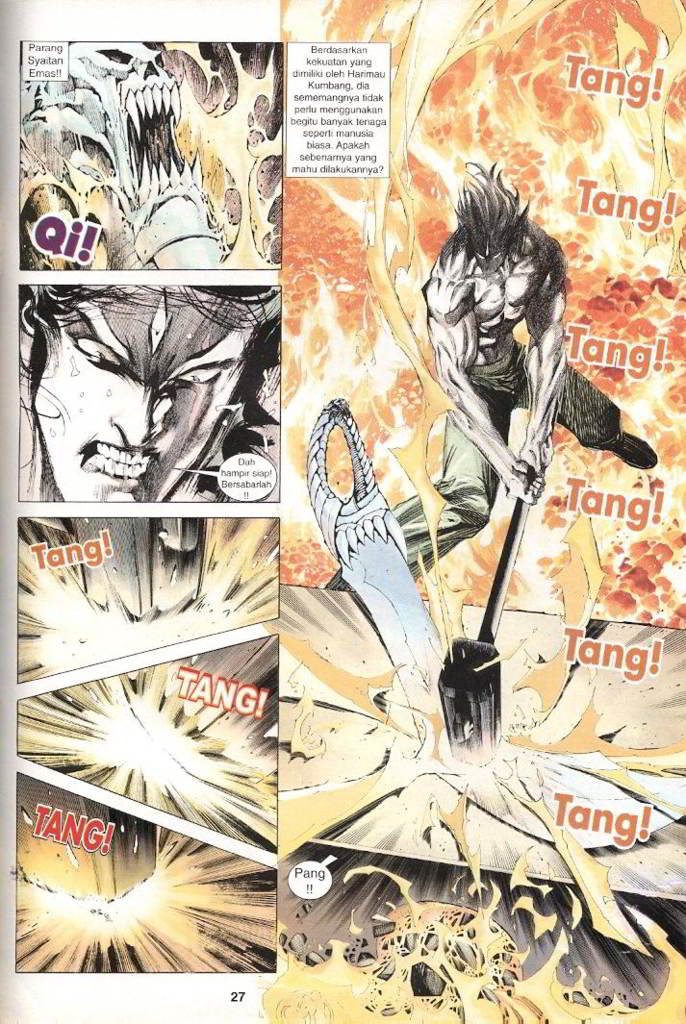 Parang
Syaitan
Emas!!
Qi!
Dah
hampir siap!
Bersabarlah
!!
Tang!
TANG!
TANG!
Berdasarkan
kekuatan yang
dimiliki oleh Harimau
Kumbang, dia
sememangnya tidak
perlu menggunakan
begitu banyak tenaga
seperti manusia
biasa. Apakah
sebenarnya yang
mahu dilakukannya?
Tang!
Tang!
Tang!
Tang!
Tang!
Tang!
Pang
!!
27